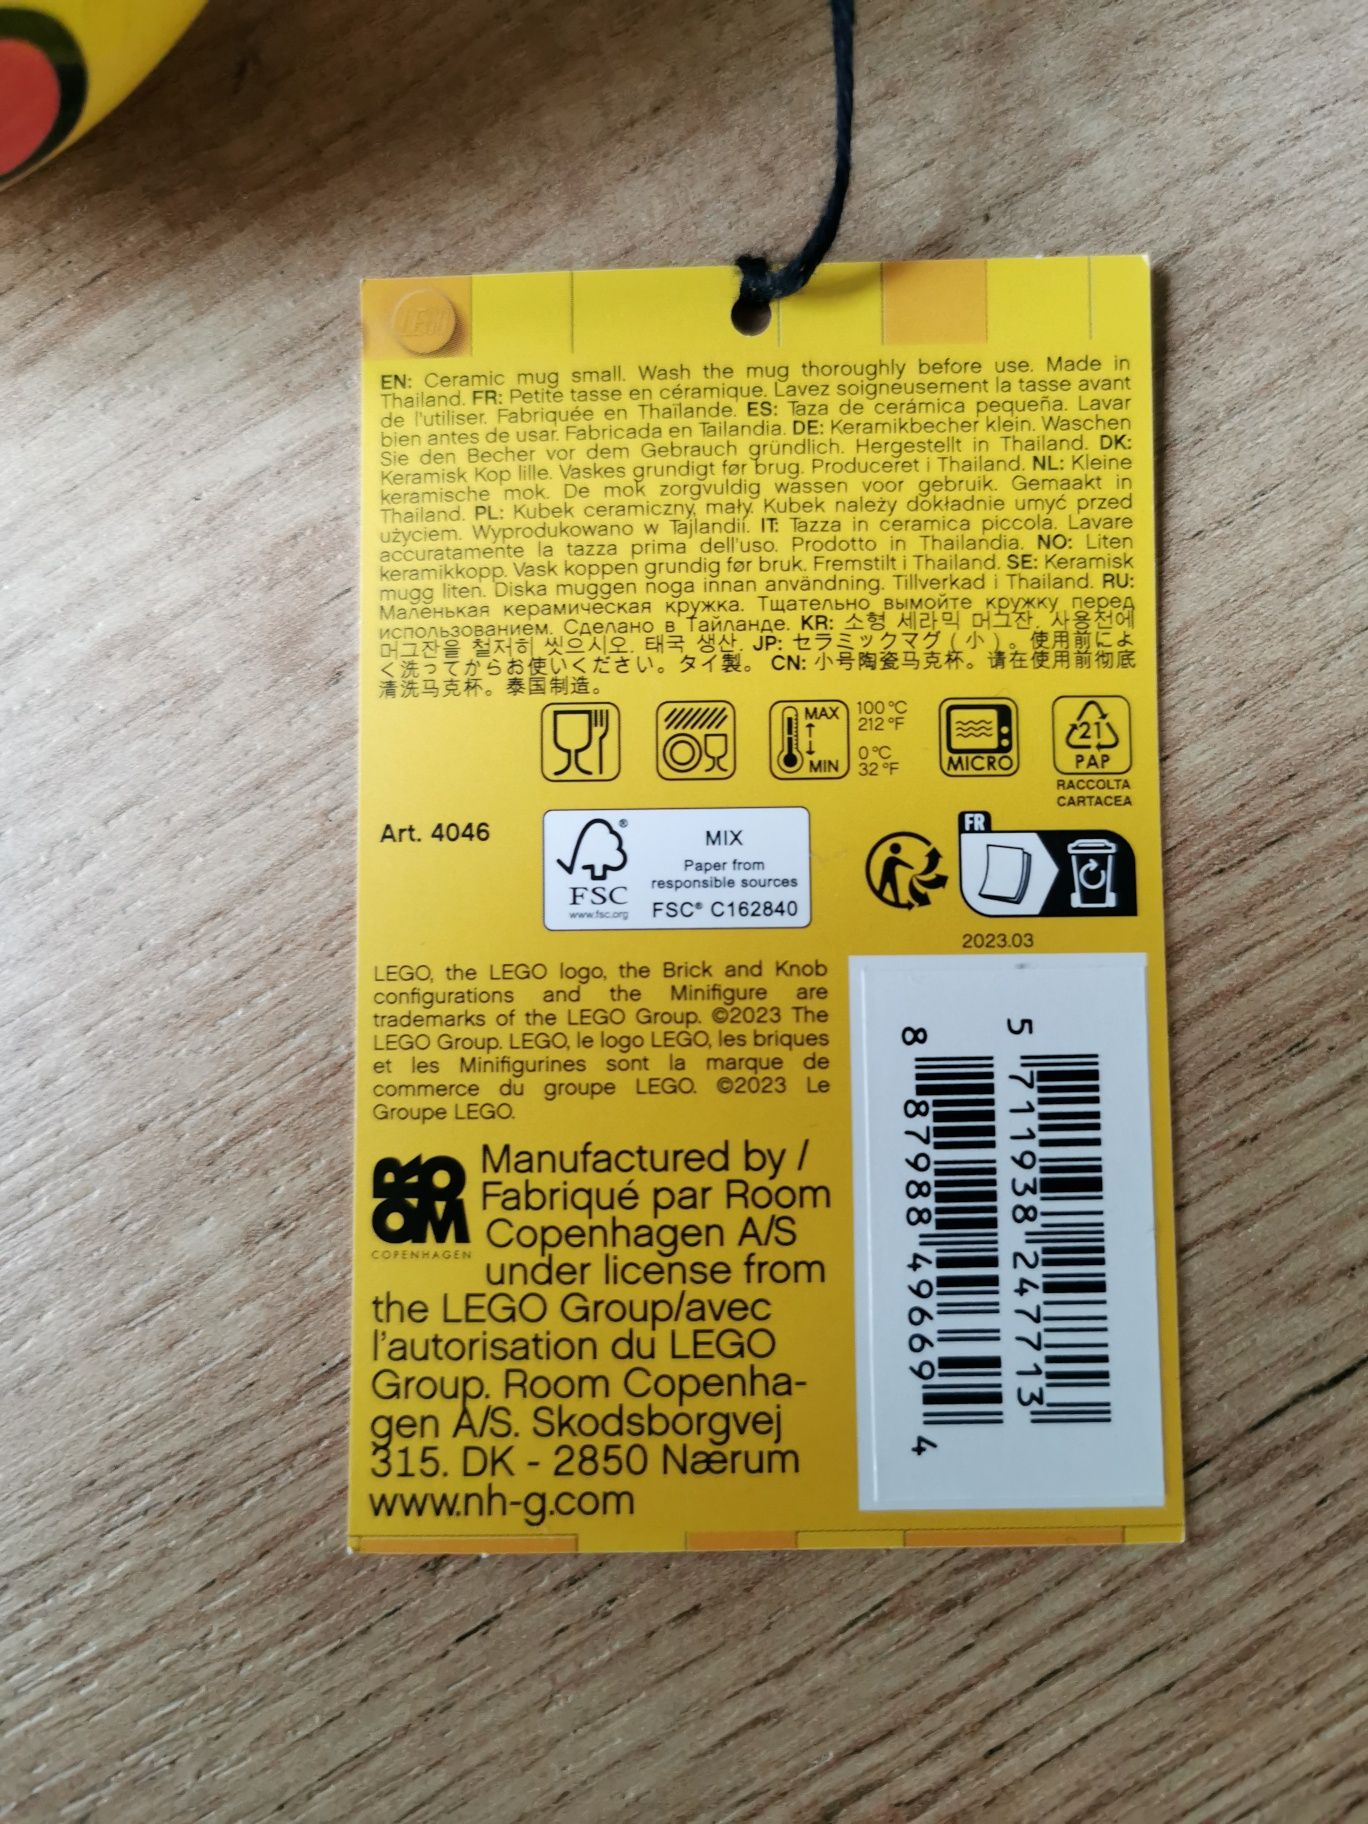 LEGO
EN: Ceramic mug small. Wash the mug thoroughly before use. Made in
Thailand. FR: Petite tasse en céramique. Lavez soigneusement la tasse avant
de l'utiliser. Fabriquée en Thaïlande. ES: Taza de cerámica pequeña. Lavar
bien antes de usar. Fabricada en Tailandia. DE: Keramikbecher klein. Waschen
Sie den Becher vor dem Gebrauch gründlich. Hergestellt in Thailand. DK:
Keramisk Kop lille. Vaskes grundigt før brug. Produceret i Thailand. NL: Kleine
keramische mok. De mok zorgvuldig wassen voor gebruik. Gemaakt in
Thailand. PL: Kubek ceramiczny, mały. Kubek należy dokładnie umyć przed
użyciem. Wyprodukowano w Tajlandii. IT: Tazza in ceramica piccola. Lavare
accuratamente la tazza prima dell'uso. Prodotto in Thailandia. NO: Liten
keramikkopp. Vask koppen grundig før bruk. Fremstilt i Thailand. SE: Keramisk
mugg liten. Diska muggen noga innan användning. Tillverkad i Thailand. RU:
Маленькая керамическая кружка. Тщательно вымойте кружку перед
использованием. Сделано в Тайланде. KR: 소형 세라믹 머그잔. 사용전에
머그잔을 철저히 씻으시오. 태국 생산. JP: セラミックマグ(小)。使用前によ
く洗ってからお使いください。タイ製。 CN: 小号陶瓷马克杯。请在使用前彻底
清洗马克杯。泰国制造。
MAX
MIN
100 °C
212 °F
0 °C
32 °F
MICRO
21
PAP
RACCOLTA
CARTACEA
Art. 4046
FSC
®
www.fsc.org
MIX
Paper from
responsible sources
FSC® C162840
FR
2023.03
LEGO, the LEGO logo, the Brick and Knob
configurations and the Minifigure are
trademarks of the LEGO Group. ©2023 The
LEGO Group. LEGO, le logo LEGO, les briques
et les Minifigurines sont la marque de
commerce du groupe LEGO. ©2023 Le
Groupe LEGO.
ROOM
COPENHAGEN
Manufactured by /
Fabriqué par Room
Copenhagen A/S
under license from
the LEGO Group/avec
l'autorisation du LEGO
Group. Room Copenha-
gen A/S. Skodsborgvej
315. DK - 2850 Nærum
www.nh-g.com
5 711938 247713
8 87988 49669 4